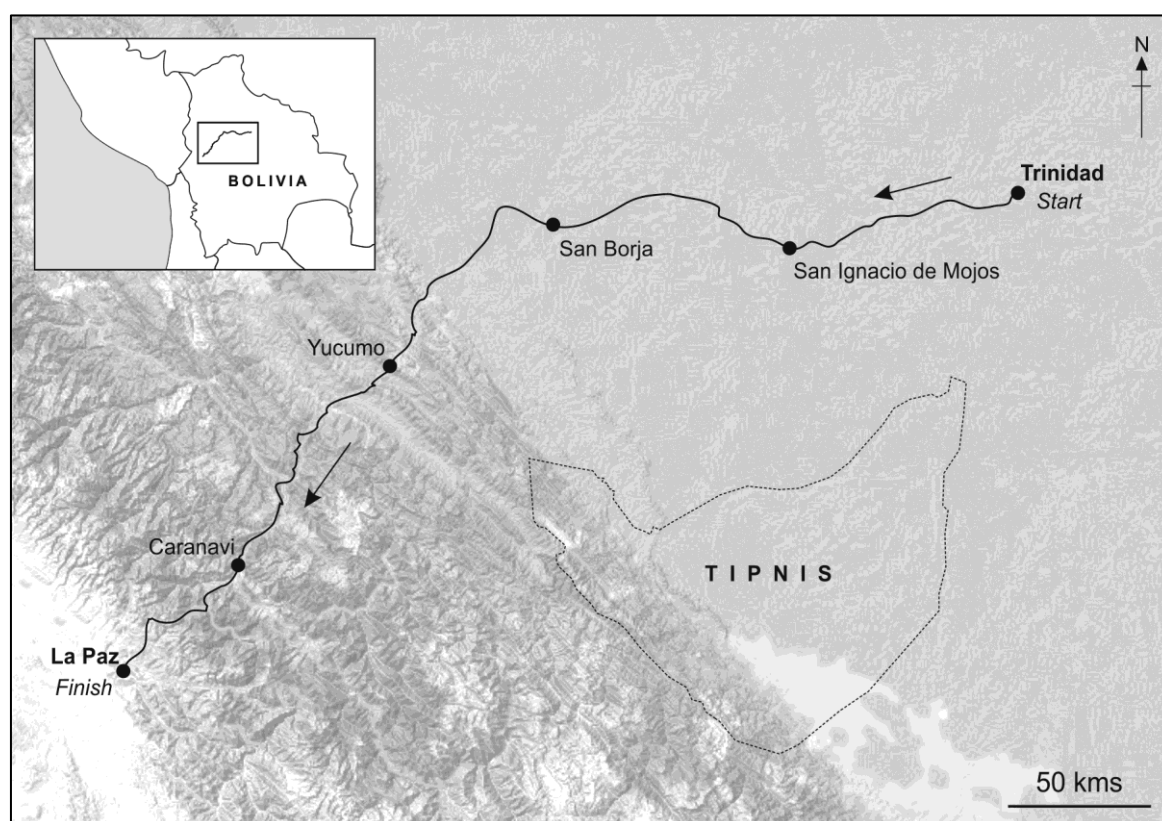 BOLIVIA
N
Trinidad
Start
San Borja
San Ignacio de Mojos
Yucumo
Caranavi
TIPNIS
La Paz
Finish
50 kms